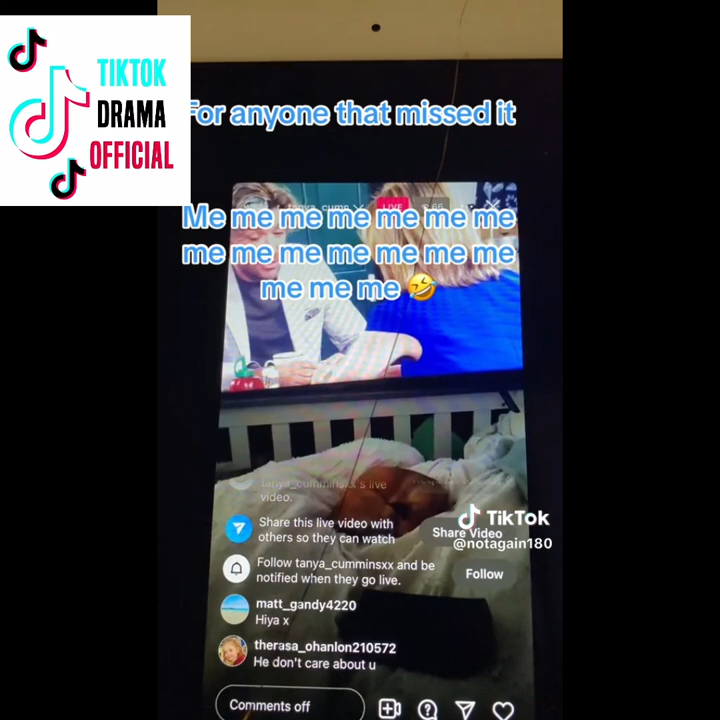 TIKTOK
DRAMA
OFFICIAL
For anyone that missed it
LIVE
65
Me me me me me me me
me me me me me me me
me me me 🤣
tanya_cumminsxx's live
video.
Share this live video with
others so they can watch
Share Video
TikTok
@notagain180
Follow tanya_cumminsxx and be
notified when they go live.
Follow
matt_gandy4220
Hiya x
therasa_ohanlon210572
He don't care about u
Comments off